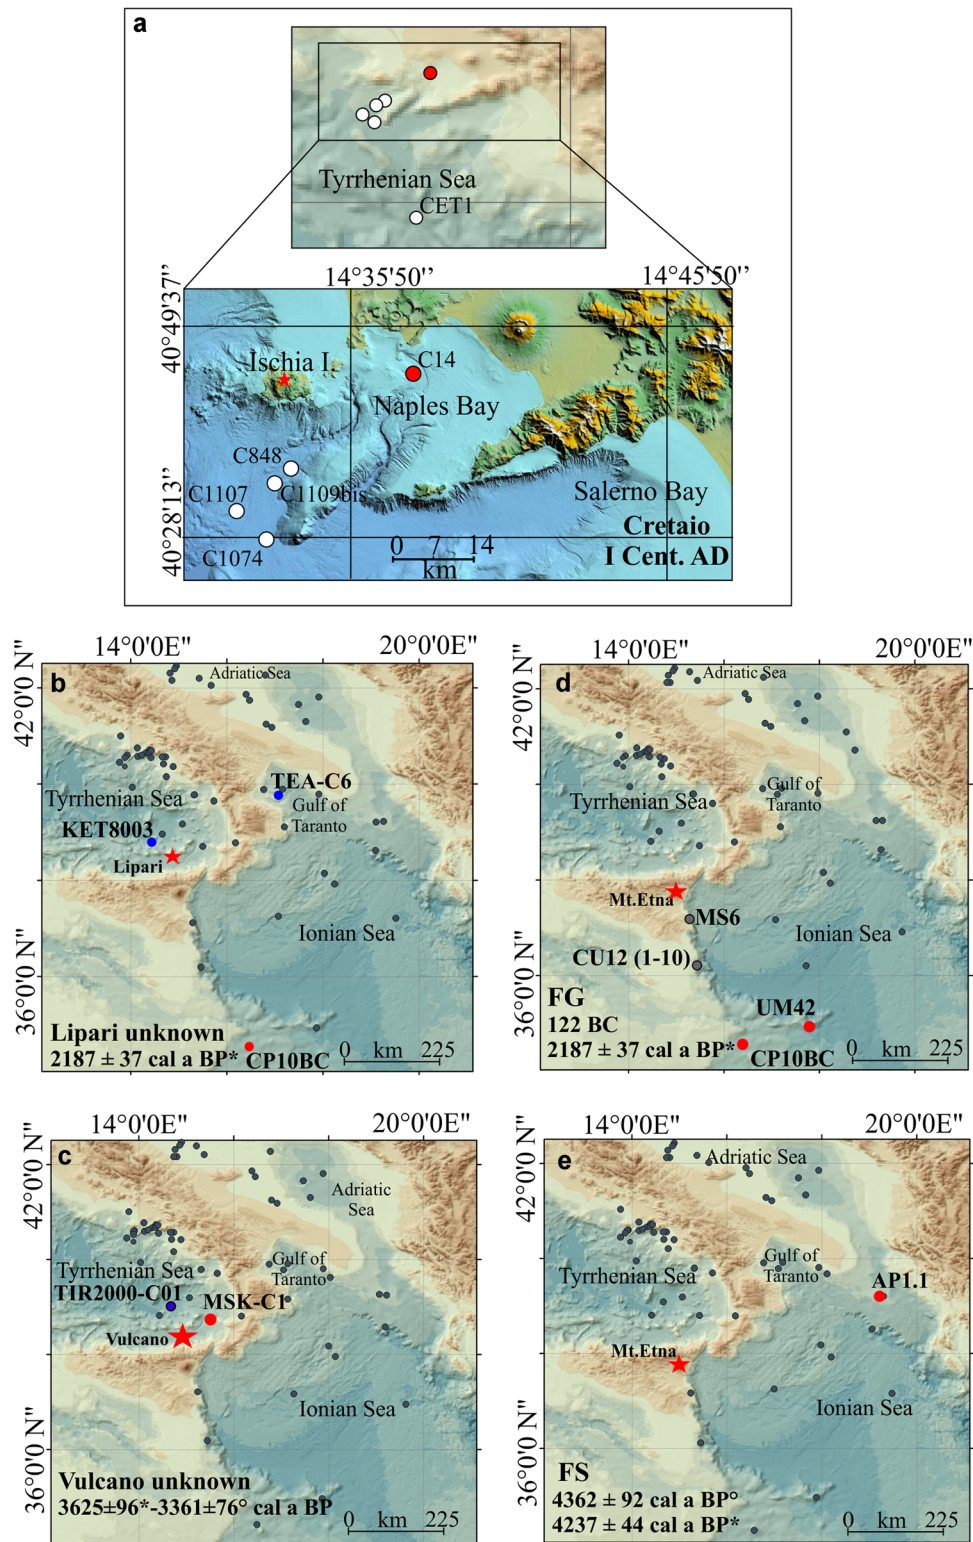 a
Tyrrhenian Sea
CET1
14°35'50''
14°45'50''
40°49'37''
Ischia I.
C14
Naples Bay
C848
C1109bis
C1107
C1074
40°28'13''
Salerno Bay
Cretaio
I Cent. AD
0 7 14
km
14°0'0E"
20°0'0E"
b
42°0'0 N"
Adriatic Sea
TEA-C6
Tyrrhenian Sea
Gulf of
Taranto
KET8003
Lipari
Ionian Sea
36°0'0 N"
Lipari unknown
2187 ± 37 cal a BP*
CP10BC
0 km 225
14°0'0E"
20°0'0E"
d
42°0'0 N"
Adriatic Sea
Gulf of
Taranto
Tyrrhenian Sea
Mt.Etna
MS6
Ionian Sea
CU12 (1-10)
36°0'0 N"
FG
122 BC
2187 ± 37 cal a BP*
UM42
CP10BC
0 km 225
14°0'0E"
20°0'0E"
c
42°0'0 N"
Adriatic
Sea
Gulf of
Taranto
Tyrrhenian Sea
TIR2000-C01
MSK-C1
Vulcano
Ionian Sea
36°0'0 N"
Vulcano unknown
3625±96*-3361±76° cal a BP
0 km 225
14°0'0E"
20°0'0E"
e
42°0'0 N"
Adriatic Sea
Gulf of
Taranto
Tyrrhenian Sea
AP1.1
Mt.Etna
Ionian Sea
36°0'0 N"
FS
4362 ± 92 cal a BP°
4237 ± 44 cal a BP*
0 km 225